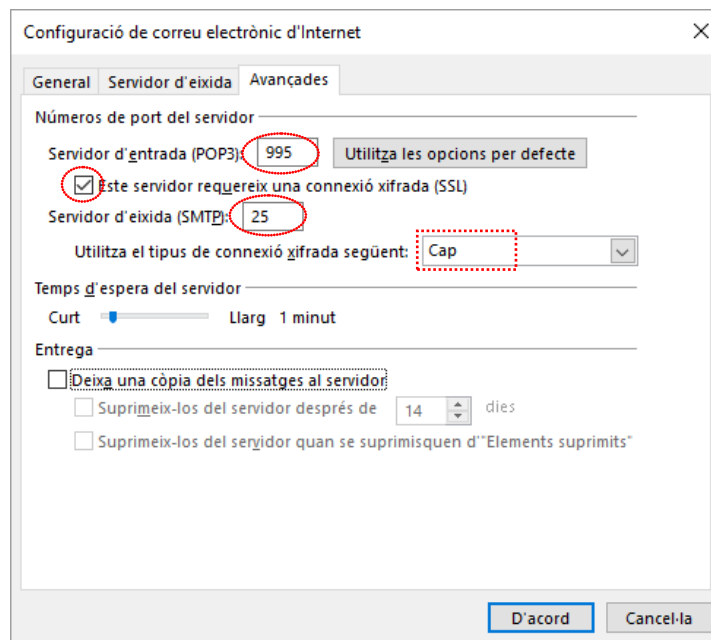 Configuració de correu electrònic d'Internet
General Servidor d'eixida Avançades
Números de port del servidor
Servidor d'entrada (POP3): 995 Utilitza les opcions per defecte
Este servidor requereix una connexió xifrada (SSL)
Servidor d'eixida (SMTP): 25
Utilitza el tipus de connexió xifrada següent: Cap
Temps d'espera del servidor
Curt Llarg 1 minut
Entrega
Deixa una còpia dels missatges al servidor
Suprimeix-los del servidor després de 14 dies
Suprimeix-los del servidor quan se suprimisquen d'"Elements suprimits"
D'acord Cancel·la